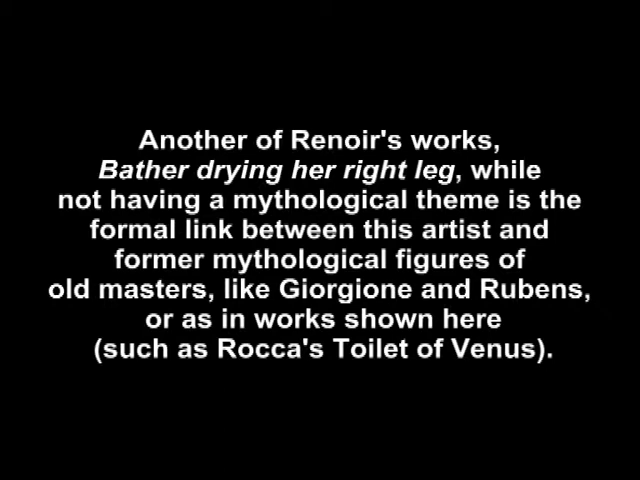 Another of Renoir's works,
Bather drying her right leg, while
not having a mythological theme is the
formal link between this artist and
former mythological figures of
old masters, like Giorgione and Rubens,
or as in works shown here
(such as Rocca's Toilet of Venus).